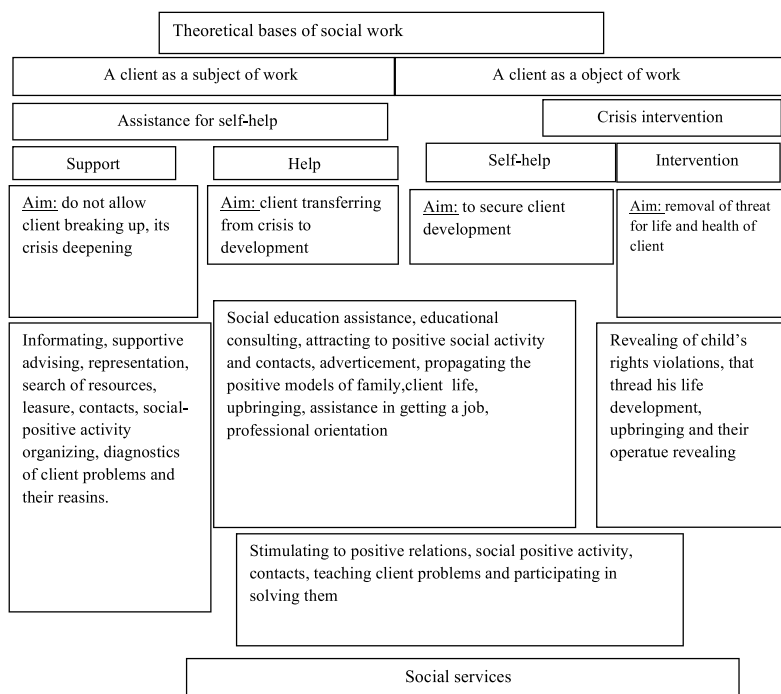 Theoretical bases of social work
A client as a subject of work
A client as a object of work
Assistance for self-help
Crisis intervention
Support
Help
Self-help
Intervention
Aim: do not allow
client breaking up, its
crisis deepening
Aim: client transferring
from crisis to
development
Aim: to secure client
development
Aim: removal of threat
for life and health of
client
Informating, supportive
advising, representation,
search of resources,
leasure, contacts, social-
positive activity
organizing, diagnostics
of client problems and
their reasins.
Social education assistance, educational
consulting, attracting to positive social activity
and contacts, adverticement, propagating the
positive models of family,client  life,
upbringing, assistance in getting a job,
professional orientation
Revealing of child's
rights violations, that
thread his life
development,
upbringing and their
operatue revealing
Stimulating to positive relations, social positive activity,
contacts, teaching client problems and participating in
solving them
Social services